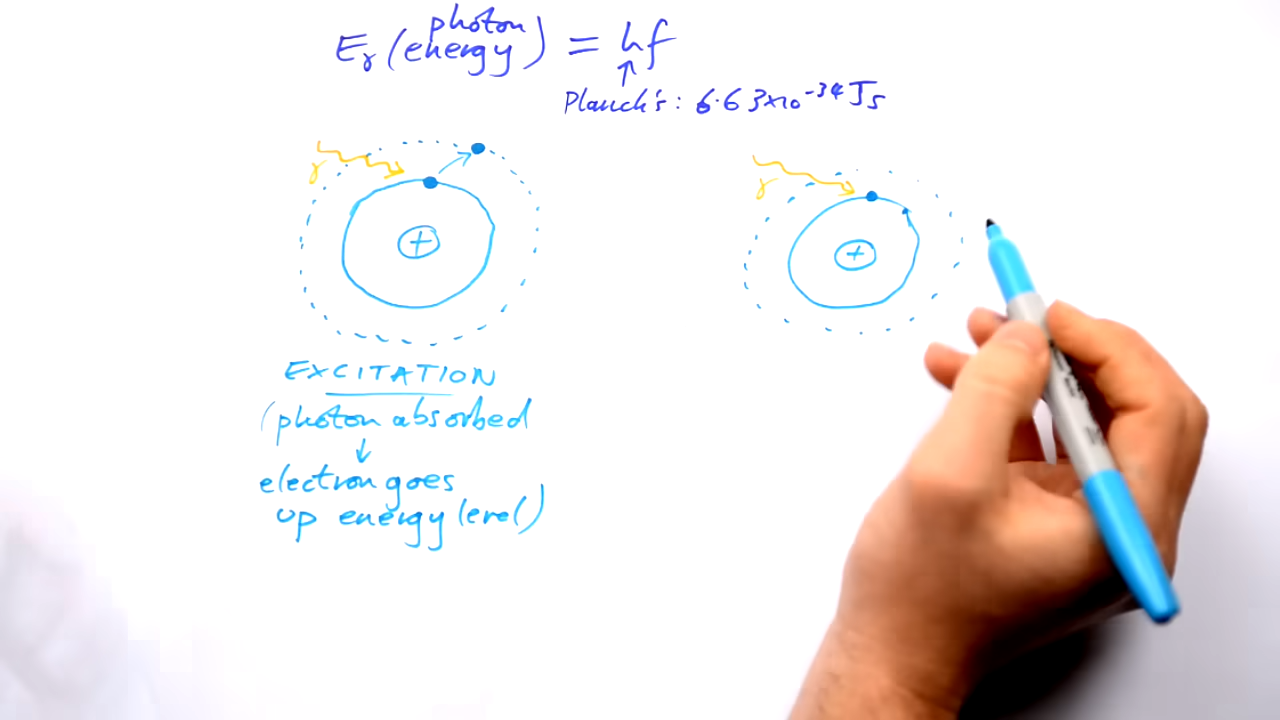 Eγ (photon energy) = hf
↑
Planck's: 6.63×10⁻³⁴ Js
γ
γ
+
+
EXCITATION
(photon absorbed
↓
electron goes
up energy level)